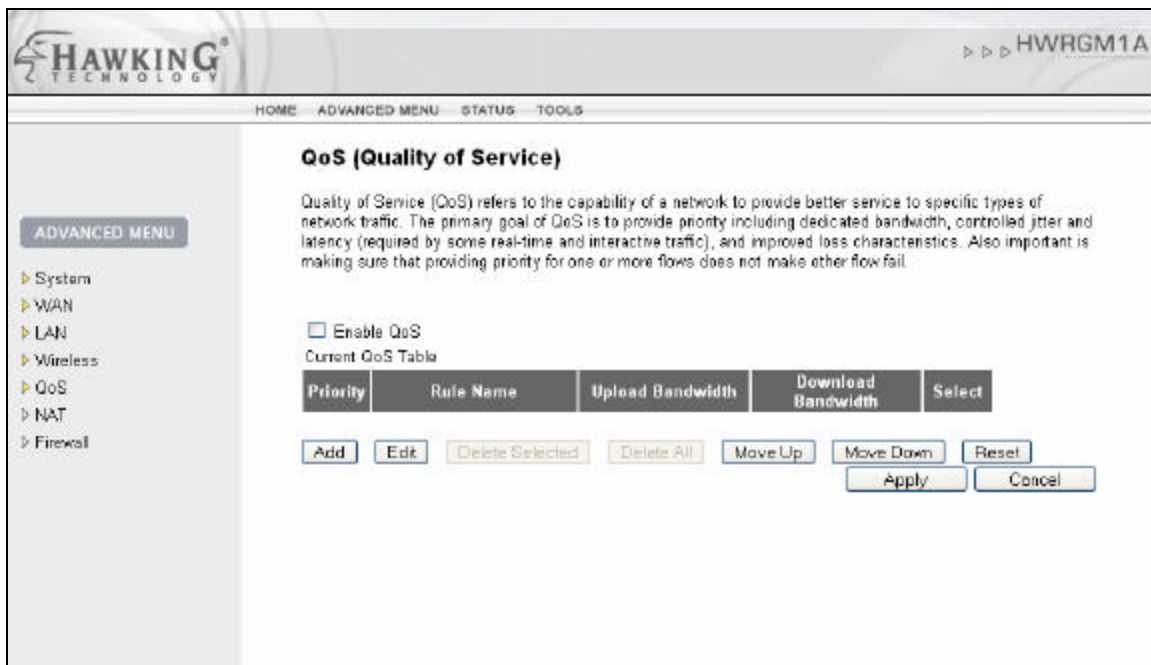 HAWKING®
TECHNOLOGY
HWRGM1A
HOME ADVANCED MENU STATUS TOOLS
QoS (Quality of Service)
Quality of Service (QoS) refers to the capability of a network to provide better service to specific types of
network traffic. The primary goal of QoS is to provide priority including dedicated bandwidth, controlled jitter and
latency (required by some real-time and interactive traffic), and improved loss characteristics. Also important is
making sure that providing priority for one or more flows does not make other flow fail.
ADVANCED MENU
System
WAN
LAN
Wireless
QoS
NAT
Firewall
Enable QoS
Current QoS Table
Priority Rule Name Upload Bandwidth Download Bandwidth Select
Add Edit Delete Selected Delete All Move Up Move Down Reset
Apply Cancel